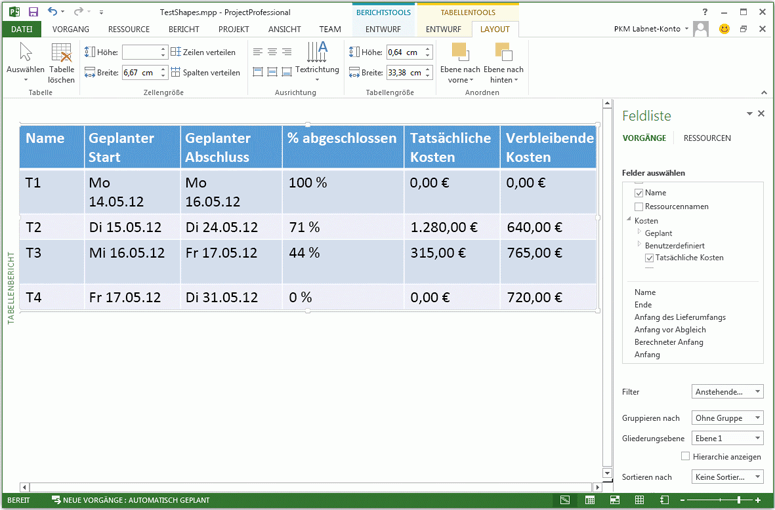 TestShapes.mpp - ProjectProfessional
BERICHTSTOOLS TABELLENTOOLS
DATEI VORGANG RESSOURCE BERICHT PROJEKT ANSICHT TEAM ENTWURF ENTWURF LAYOUT PKM Labnet-Konto
Auswählen
Tabelle löschen
Höhe: Zeilen verteilen
Breite: 6,67 cm Spalten verteilen
Textrichtung
Höhe: 0,64 cm
Breite: 33,38 cm
Ebene nach vorne
Ebene nach hinten
Tabelle Zellengröße Ausrichtung Tabellengröße Anordnen
TABELLENBERICHT
Name Geplanter Start Geplanter Abschluss % abgeschlossen Tatsächliche Kosten Verbleibende Kosten
T1 Mo 14.05.12 Mo 16.05.12 100 % 0,00 € 0,00 €
T2 Di 15.05.12 Di 24.05.12 71 % 1.280,00 € 640,00 €
T3 Mi 16.05.12 Fr 17.05.12 44 % 315,00 € 765,00 €
T4 Fr 17.05.12 Di 31.05.12 0 % 0,00 € 720,00 €
Feldliste
VORGÄNGE RESSOURCEN
Felder auswählen
Name
Ressourcennamen
Kosten
Geplant
Benutzerdefiniert
Tatsächliche Kosten
Name
Ende
Anfang des Lieferumfangs
Anfang vor Abgleich
Berechneter Anfang
Anfang
Filter Anstehende...
Gruppieren nach Ohne Gruppe
Gliederungsebene Ebene 1
Hierarchie anzeigen
Sortieren nach Keine Sortier...
BEREIT NEUE VORGÄNGE : AUTOMATISCH GEPLANT